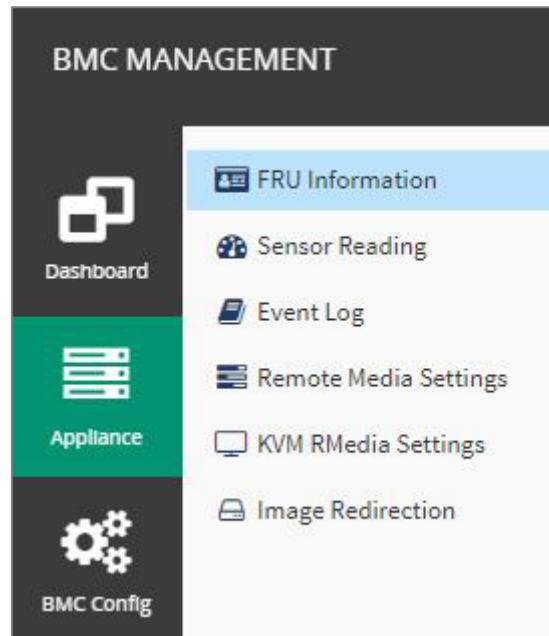 BMC MANAGEMENT
Dashboard
Appliance
BMC Config
FRU Information
Sensor Reading
Event Log
Remote Media Settings
KVM RMedia Settings
Image Redirection